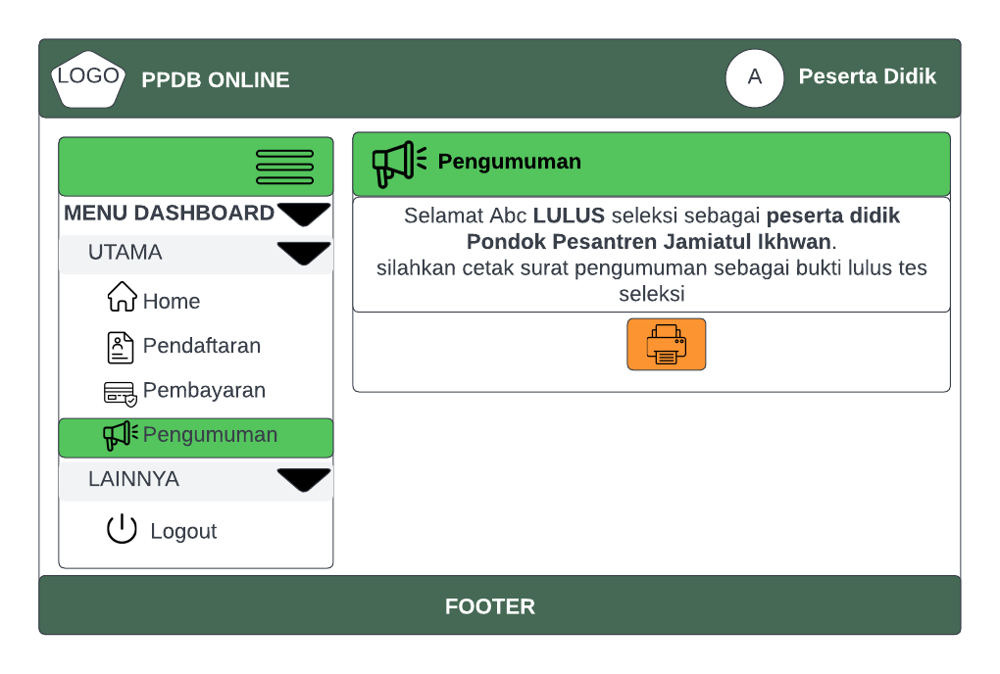 LOGO
PPDB ONLINE
A
Peserta Didik
MENU DASHBOARD
UTAMA
Home
Pendaftaran
Pembayaran
Pengumuman
LAINNYA
Logout
Pengumuman
Selamat Abc LULUS seleksi sebagai peserta didik
Pondok Pesantren Jamiatul Ikhwan.
silahkan cetak surat pengumuman sebagai bukti lulus tes
seleksi
FOOTER